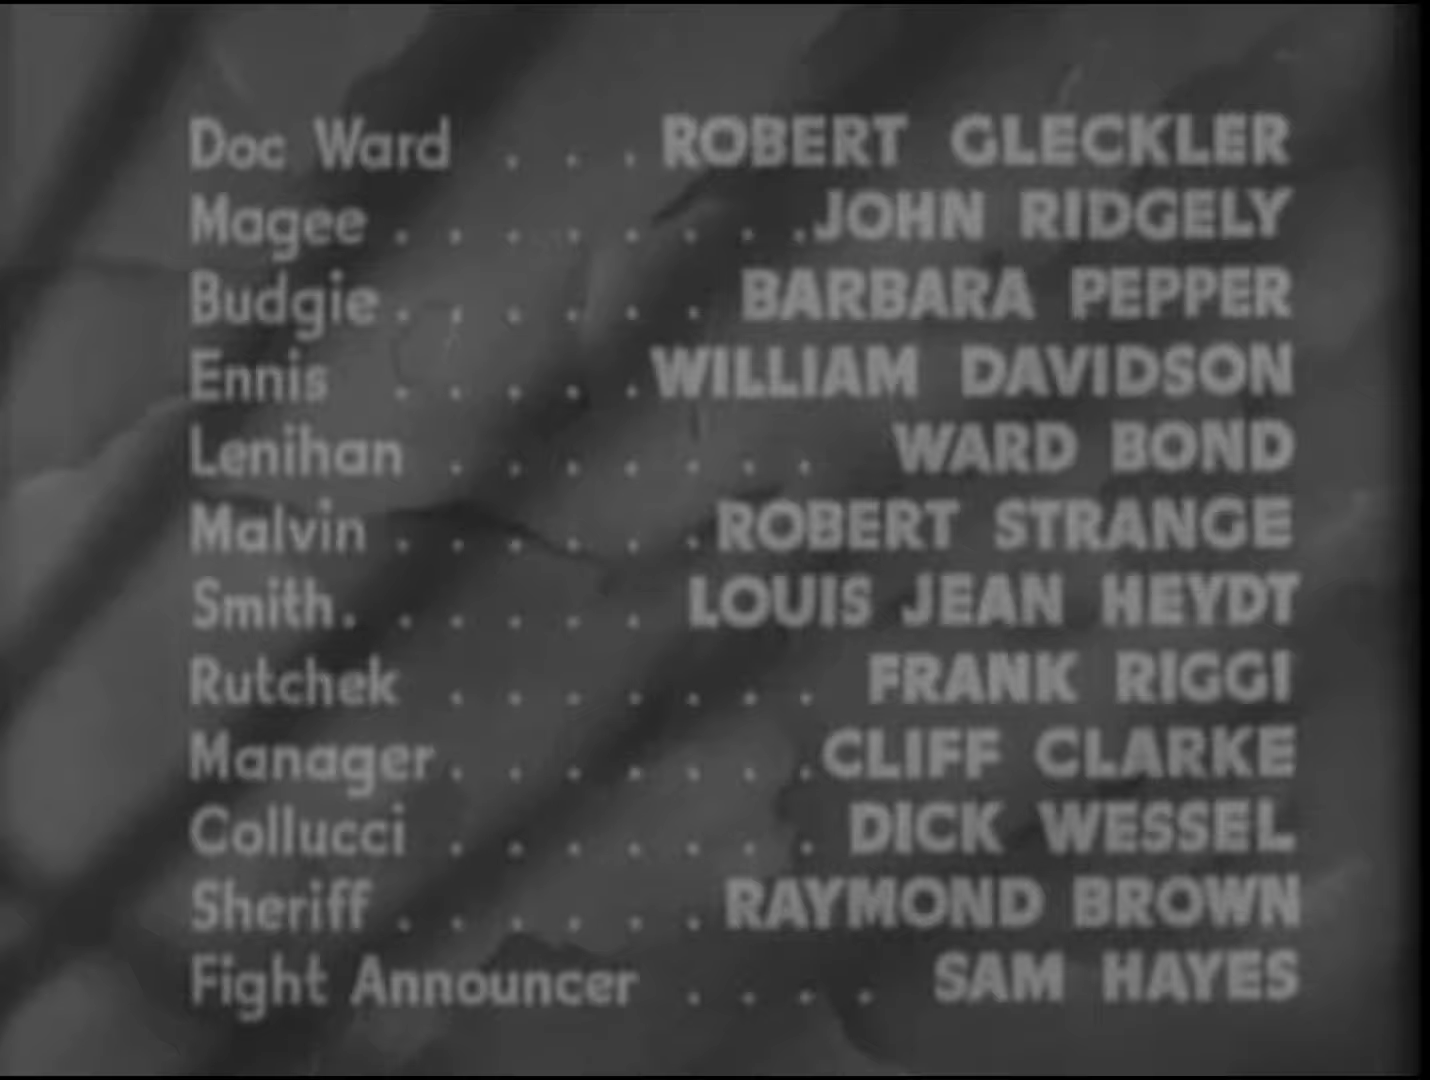 Doc Ward . . . ROBERT GLECKLER
Magee . . . . . . . . JOHN RIDGELY
Budgie . . . . . . BARBARA PEPPER
Ennis . . . . . WILLIAM DAVIDSON
Lenihan . . . . . . . WARD BOND
Malvin . . . . . . ROBERT STRANGE
Smith . . . . . . LOUIS JEAN HEYDT
Rutchek . . . . . . . FRANK RIGGI
Manager . . . . . . . CLIFF CLARKE
Collucci . . . . . . . DICK WESSEL
Sheriff . . . . . . RAYMOND BROWN
Fight Announcer . . . . SAM HAYES